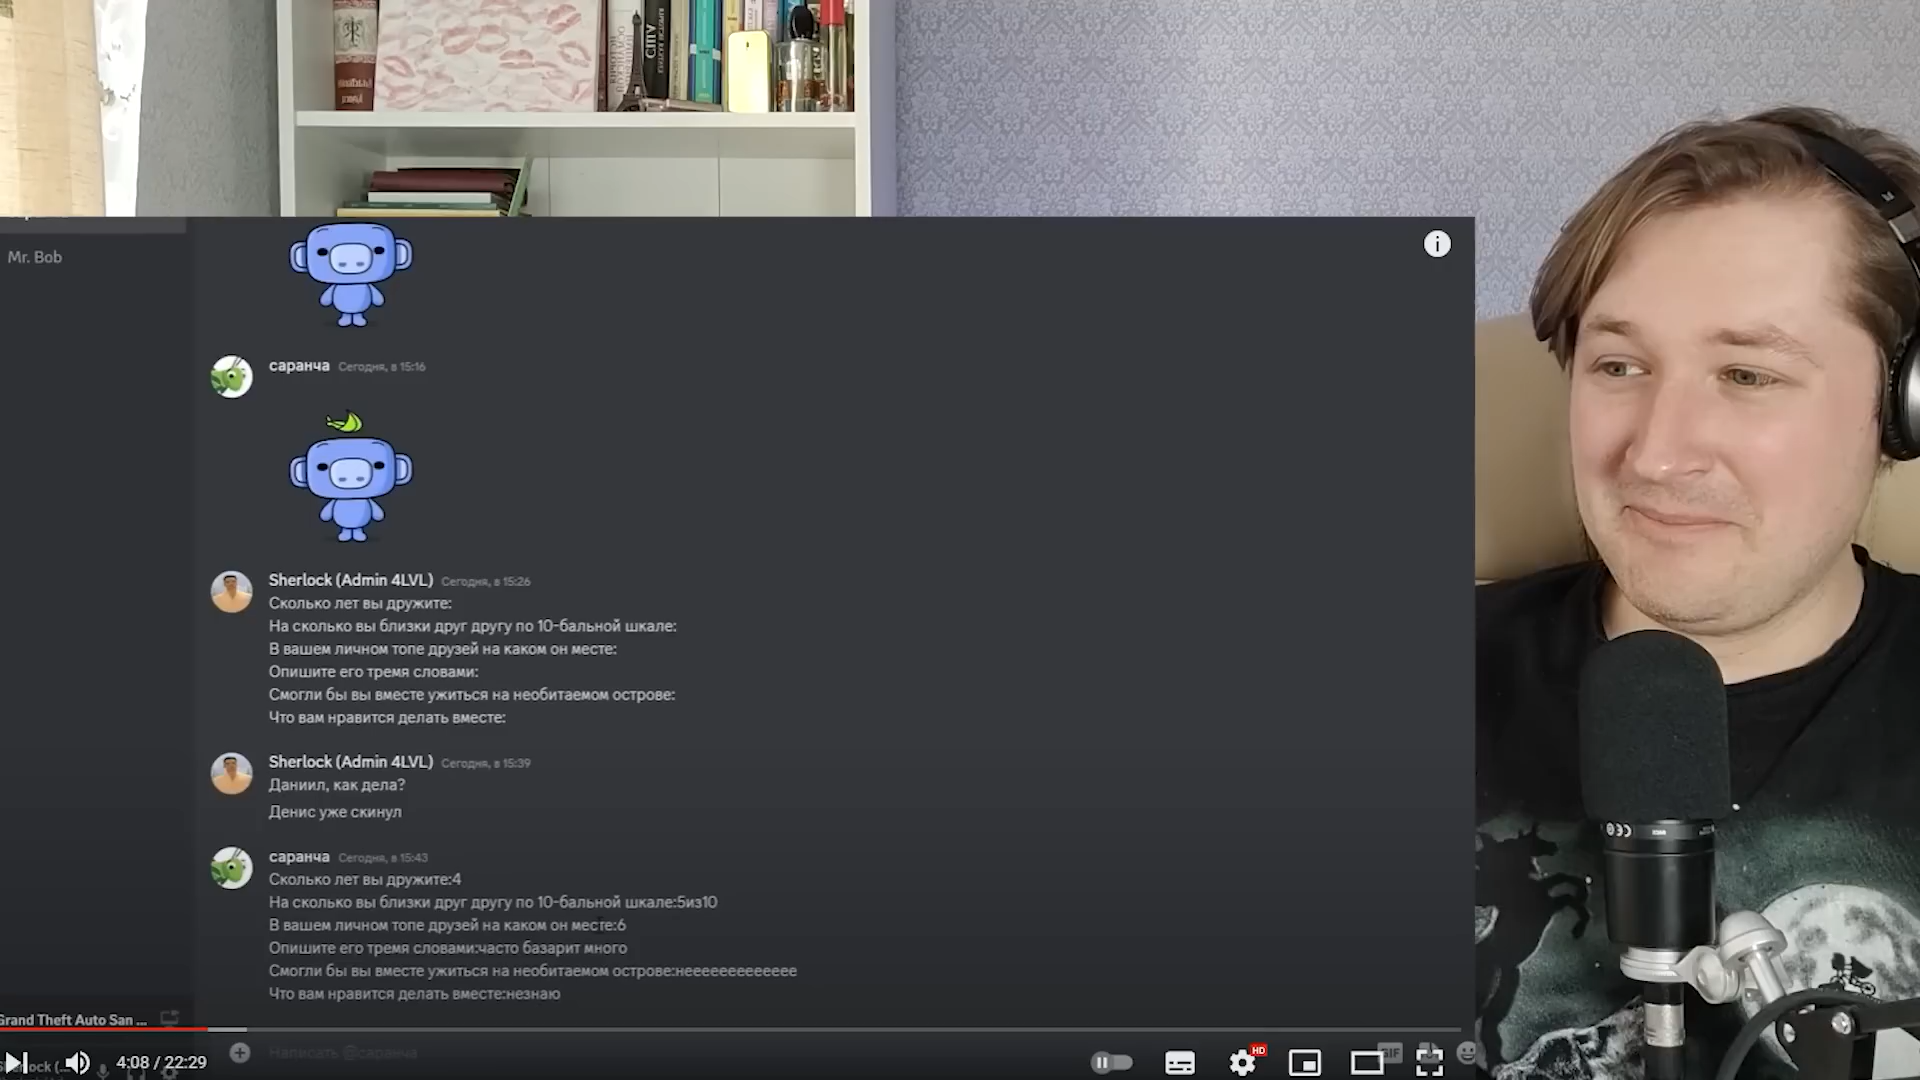 США
Mr. Bob
саранча Сегодня, в 15:16
Sherlock (Admin 4LVL) Сегодня, в 15:26
Сколько лет вы дружите:
На сколько вы близки друг другу по 10-бальной шкале:
В вашем личном топе друзей на каком он месте:
Опишите его тремя словами:
Смогли бы вы вместе ужиться на необитаемом острове:
Что вам нравится делать вместе:
Sherlock (Admin 4LVL) Сегодня, в 15:39
Даниил, как дела?
Денис уже скинул
саранча Сегодня, в 15:43
Сколько лет вы дружите:4
На сколько вы близки друг другу по 10-бальной шкале:5из10
В вашем личном топе друзей на каком он месте:6
Опишите его тремя словами:часто базарит много
Смогли бы вы вместе ужиться на необитаемом острове:нееееееееееееее
Что вам нравится делать вместе:незнаю
Grand Theft Auto San ...
Написать @саранча
4:08 / 22:29
HD
GIF